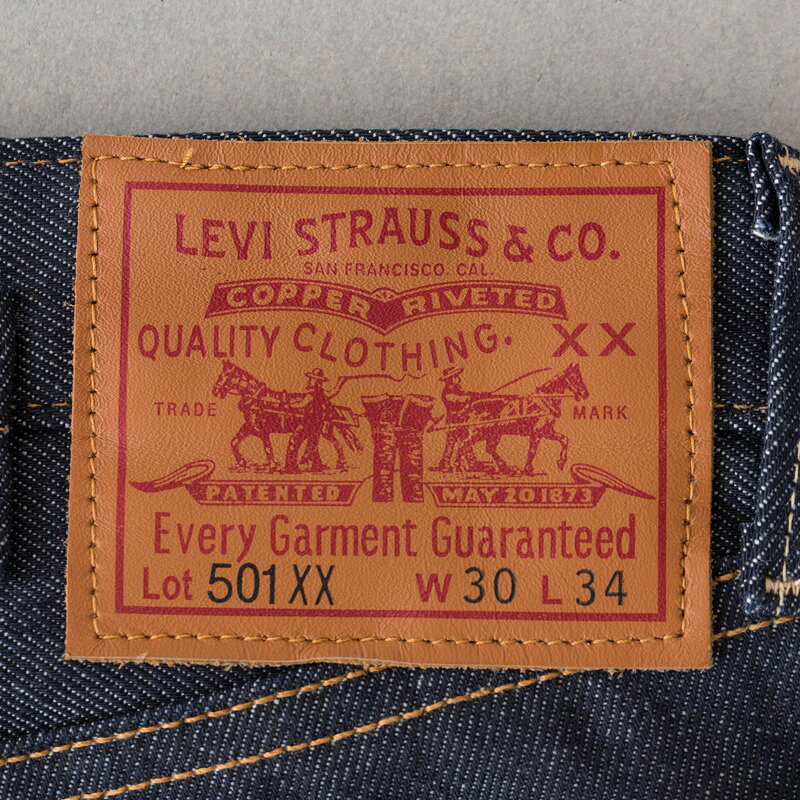 LEVI STRAUSS & CO.
SAN FRANCISCO. CAL.
COPPER RIVETED
QUALITY CLOTHING. XX
TRADE MARK
PATENTED MAY 20 1873
Every Garment Guaranteed
Lot 501XX W 30 L 34